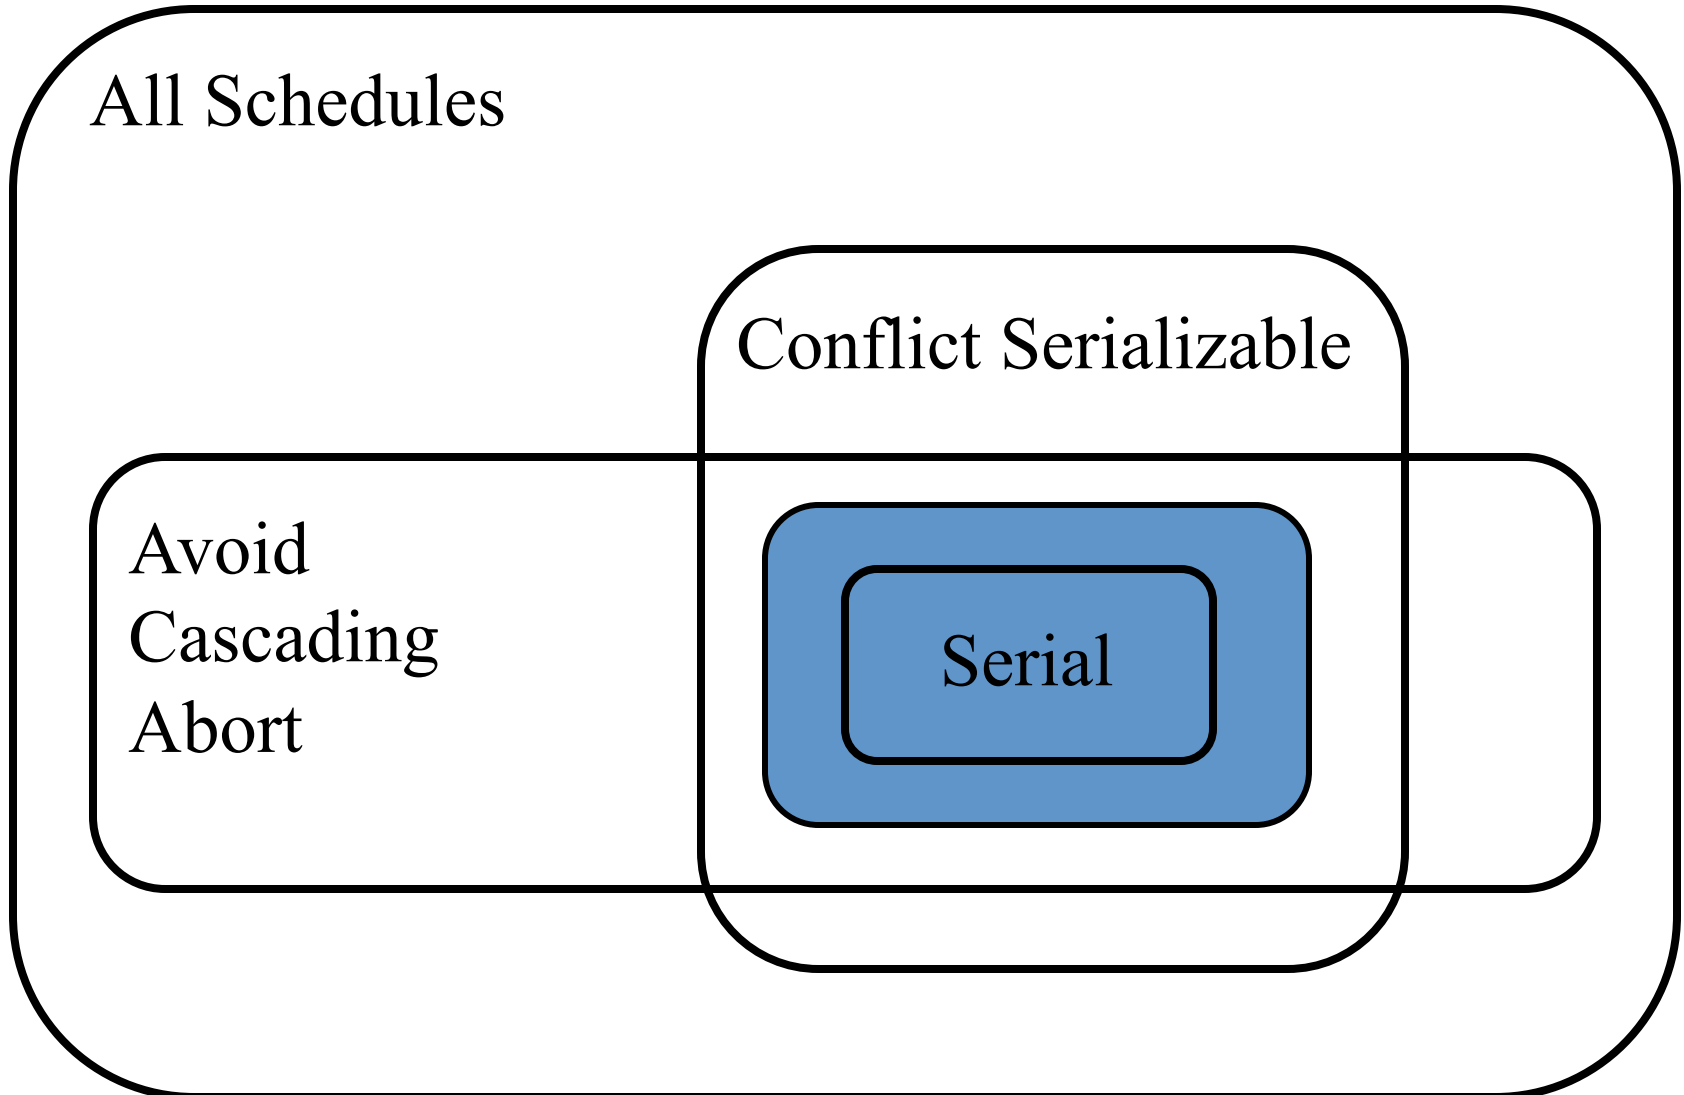 All Schedules
Conflict Serializable
Avoid
Cascading
Abort
Serial